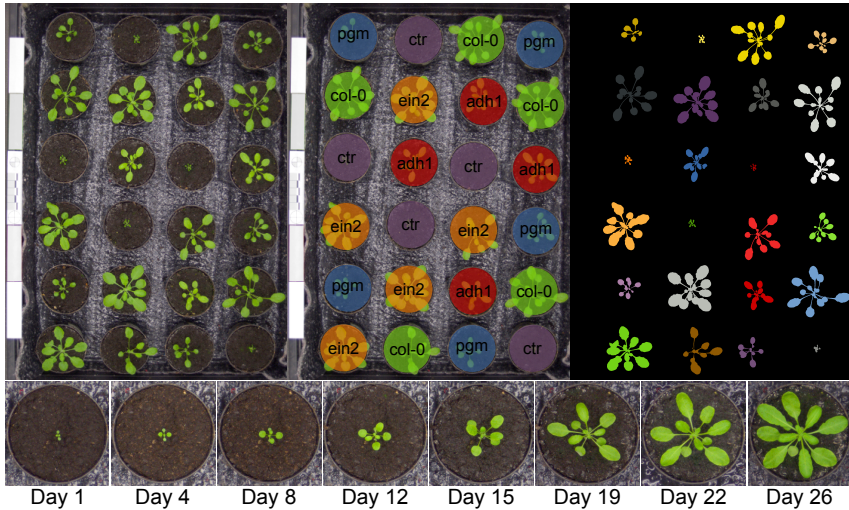 pgm ctr col-0 pgm
col-0 ein2 adh1 col-0
ctr adh1 ctr adh1
ein2 ctr ein2 pgm
pgm ein2 adh1 col-0
ein2 col-0 pgm ctr
Day 1 Day 4 Day 8 Day 12 Day 15 Day 19 Day 22 Day 26